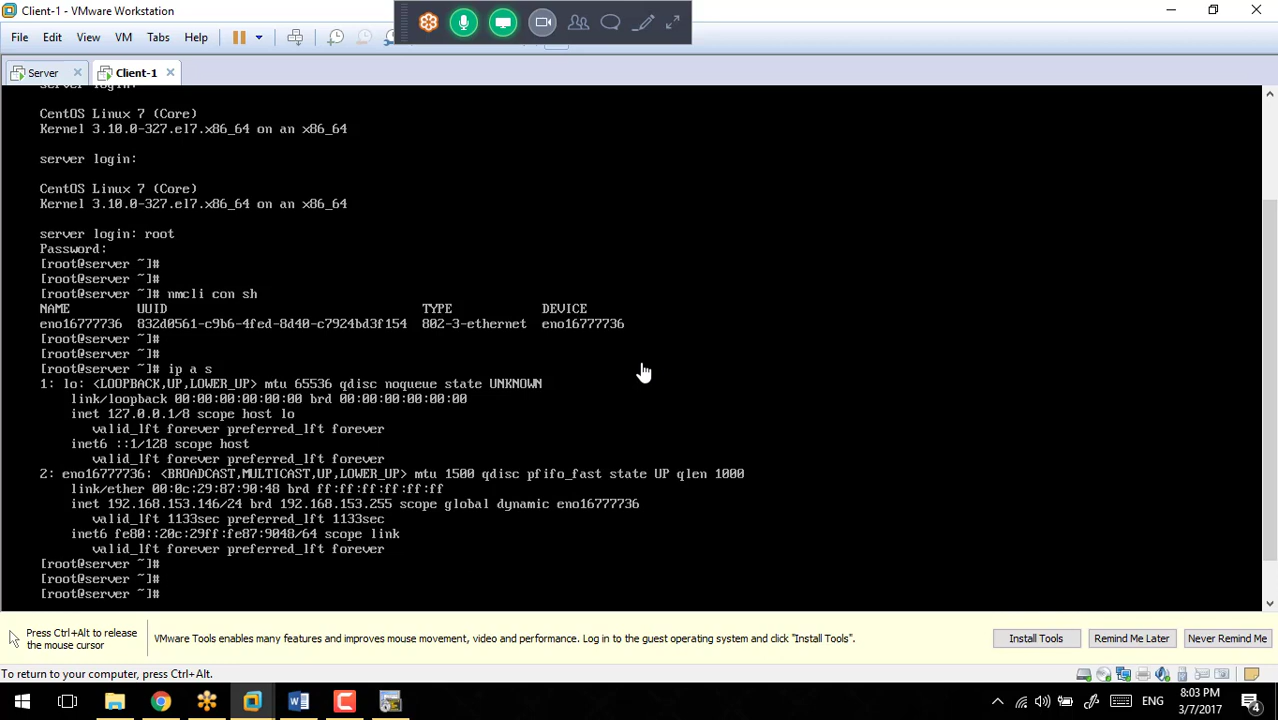 Client-1 - VMware Workstation
File Edit View VM Tabs Help
Server Client-1
server login:
CentOS Linux 7 (Core)
Kernel 3.10.0-327.el7.x86_64 on an x86_64
server login:
CentOS Linux 7 (Core)
Kernel 3.10.0-327.el7.x86_64 on an x86_64
server login: root
Password:
[root@server ~]#
[root@server ~]#
[root@server ~]# nmcli con sh
NAME UUID TYPE DEVICE
eno16777736 832d0561-c9b6-4fed-8d40-c7924bd3f154 802-3-ethernet eno16777736
[root@server ~]#
[root@server ~]#
[root@server ~]# ip a s
1: lo: <LOOPBACK,UP,LOWER_UP> mtu 65536 qdisc noqueue state UNKNOWN
link/loopback 00:00:00:00:00:00 brd 00:00:00:00:00:00
inet 127.0.0.1/8 scope host lo
valid_lft forever preferred_lft forever
inet6 ::1/128 scope host
valid_lft forever preferred_lft forever
2: eno16777736: <BROADCAST,MULTICAST,UP,LOWER_UP> mtu 1500 qdisc pfifo_fast state UP qlen 1000
link/ether 00:0c:29:87:90:48 brd ff:ff:ff:ff:ff:ff
inet 192.168.153.146/24 brd 192.168.153.255 scope global dynamic eno16777736
valid_lft 1133sec preferred_lft 1133sec
inet6 fe80::20c:29ff:fe87:9048/64 scope link
valid_lft forever preferred_lft forever
[root@server ~]#
[root@server ~]#
[root@server ~]#
Press Ctrl+Alt to release
the mouse cursor
VMware Tools enables many features and improves mouse movement, video and performance. Log in to the guest operating system and click "Install Tools".
Install Tools Remind Me Later Never Remind Me
To return to your computer, press Ctrl+Alt.
ENG
8:03 PM
3/7/2017
4